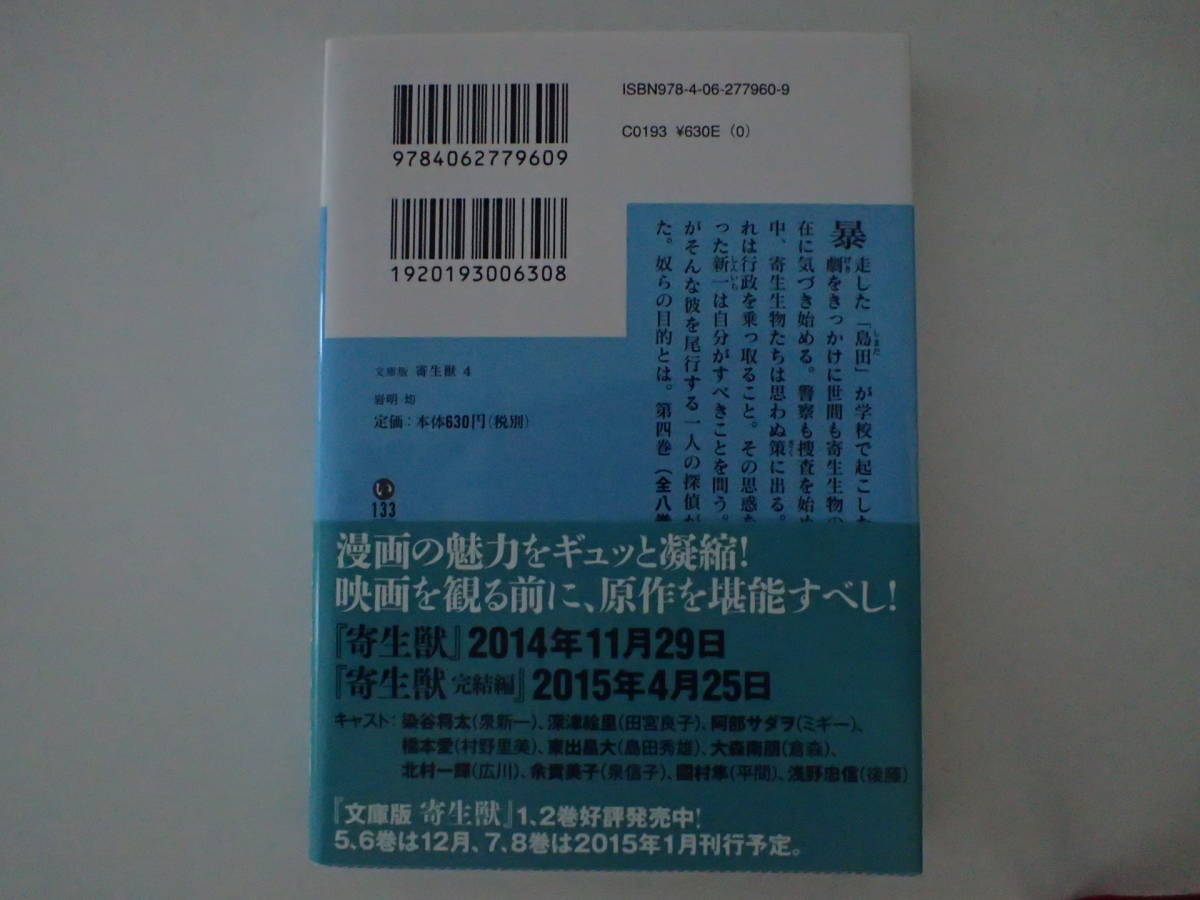 ISBN978-4-06-277960-9
C0193 ¥630E (0)
9784062779609
1920193006308
暴走した「島田」が学校で起こした
劇をきっかけに世間も寄生生物の
在に気づき始める。警察も捜査を始め
中、寄生生物たちは思わぬ策に出る。
れは行政を乗っ取ること。その思惑を
った新一は自分がすべきことを問う。
がそんな彼を尾行する一人の探偵が
た。奴らの目的とは。第四巻（全八巻
しまだ
げき
さく
しんいち
文庫版 寄生獣 4
岩明 均
定価:本体630円(税別)
い
133
漫画の魅力をギュッと凝縮!
映画を観る前に、原作を堪能すべし!
『寄生獣』2014年11月29日
『寄生獣 完結編』2015年4月25日
キャスト:染谷将太(泉新一)、深津絵里(田宮良子)、阿部サダヲ(ミギー)、
橋本愛(村野里美)、東出昌大(島田秀雄)、大森南朋(倉森)、
北村一輝(広川)、余貴美子(泉信子)、國村隼(平間)、浅野忠信(後藤)
『文庫版 寄生獣』1、2巻好評発売中!
5、6巻は12月、7、8巻は2015年1月刊行予定。